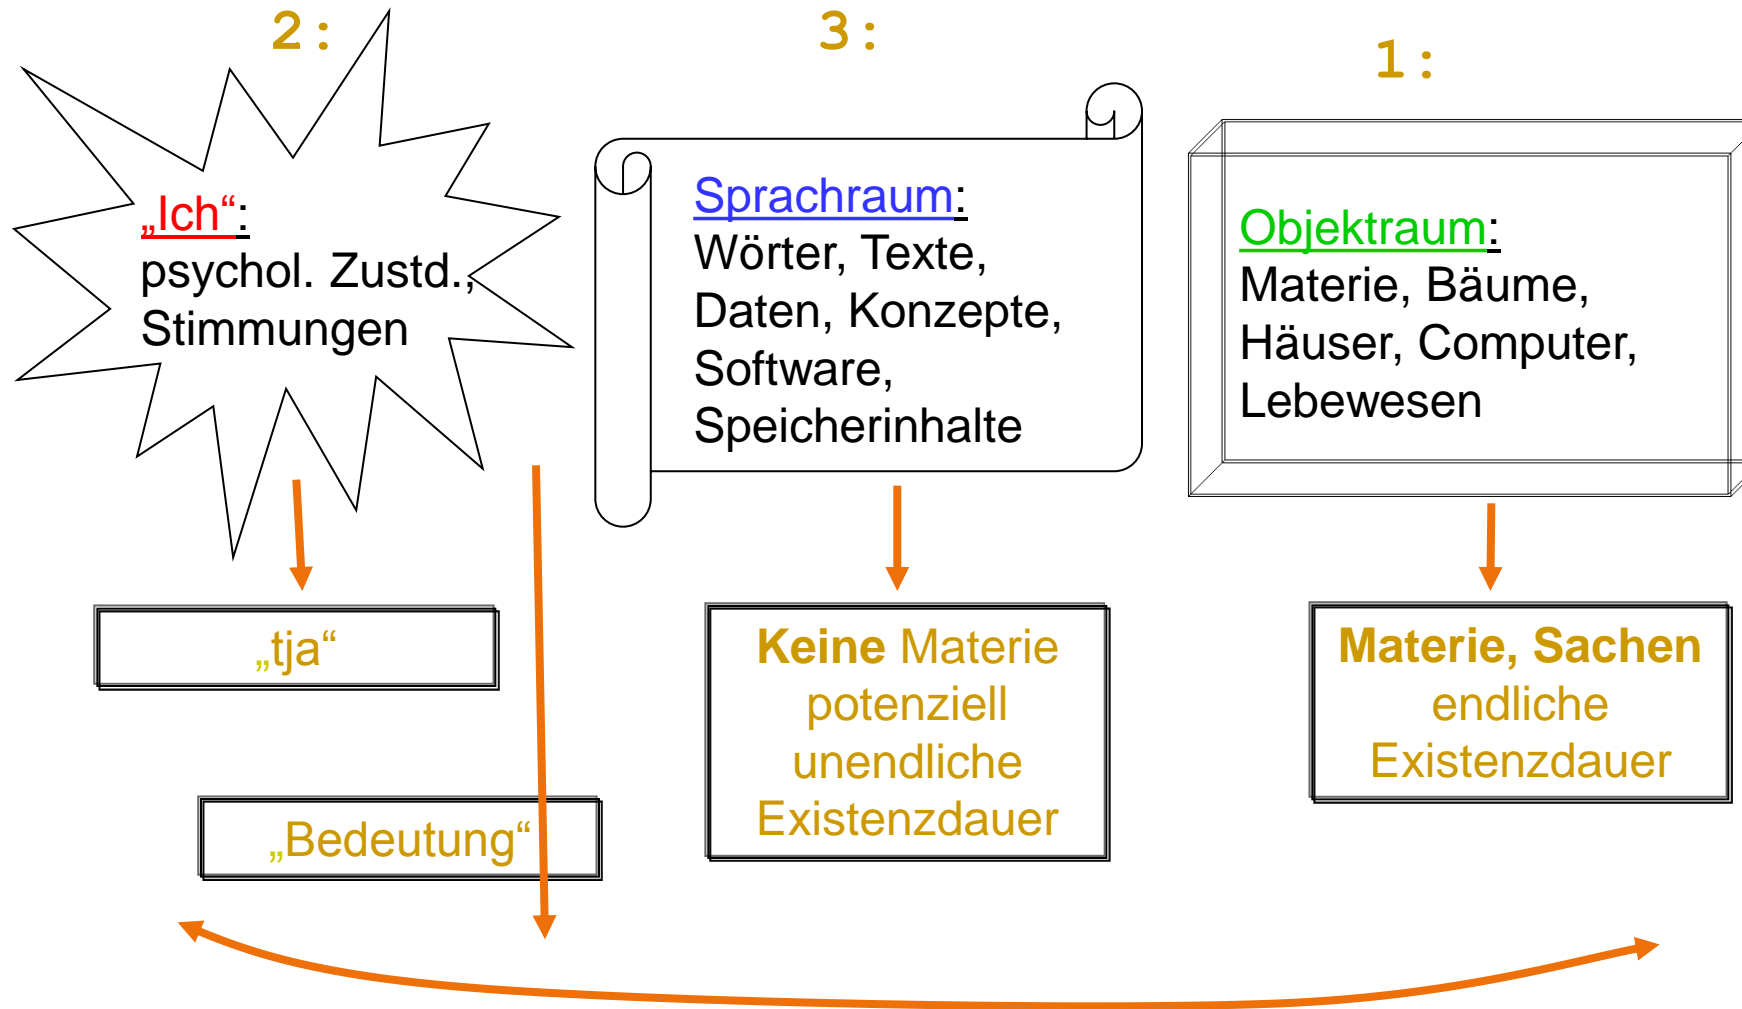 2:
„Ich“:
psychol. Zustd.,
Stimmungen
„tja“
„Bedeutung“
3:
Sprachraum:
Wörter, Texte,
Daten, Konzepte,
Software,
Speicherinhalte
Keine Materie
potenziell
unendliche
Existenzdauer
1:
Objektraum:
Materie, Bäume,
Häuser, Computer,
Lebewesen
Materie, Sachen
endliche
Existenzdauer